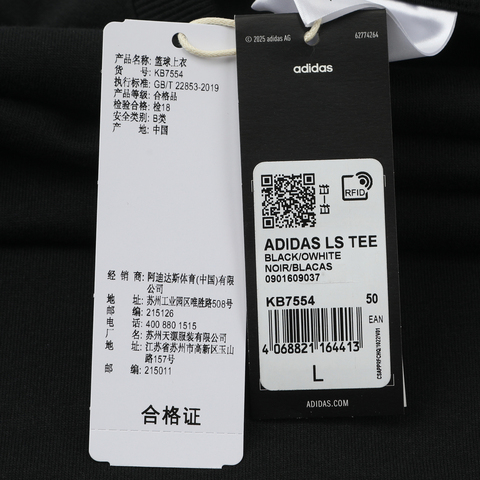 产品名称: 篮球上衣
货 号: KB7554
执行标准: GB/T 22853-2019
产品等级: 合格品
检验合格: 检18
安全类别: B类
产 地: 中国
经 销 商: 阿迪达斯体育(中国)有限公司
地 址: 苏州工业园区唯亭路508号
邮 编: 215126
电 话: 400 880 1515
厂 名: 苏州天源服装有限公司
地 址: 江苏省苏州市高新区玉山路157号
邮 编: 215011
合格证
© 2025 adidas AG
62774264
adidas
RFID
ADIDAS LS TEE
BLACK/OWHITE
NOIR/BLACAS
0901609037
KB7554 50
EAN
4 068821 164413
L
ADIDAS.COM